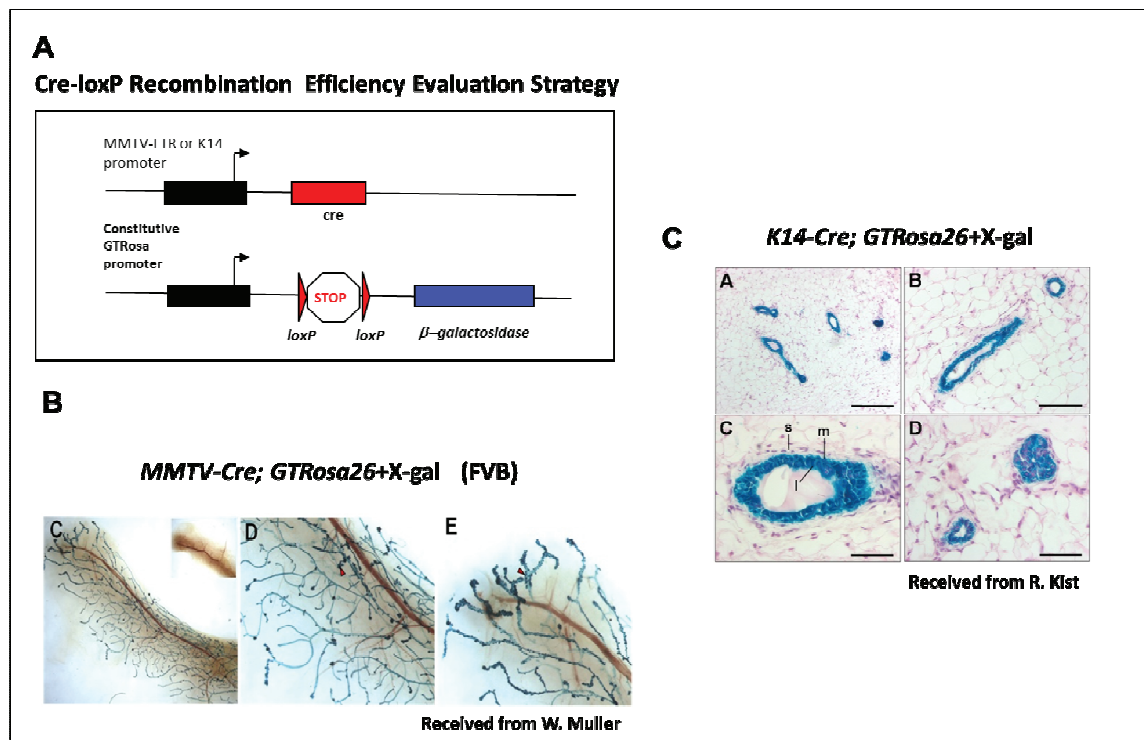 A
Cre-loxP Recombination Efficiency Evaluation Strategy
MMTV-LTR or K14
promoter
cre
Constitutive
GTRosa
promoter
STOP
loxP
loxP
β–galactosidase
B
MMTV-Cre; GTRosa26+X-gal (FVB)
C
D
E
Received from W. Muller
C
K14-Cre; GTRosa26+X-gal
A
B
C
s
m
l
D
Received from R. Kist